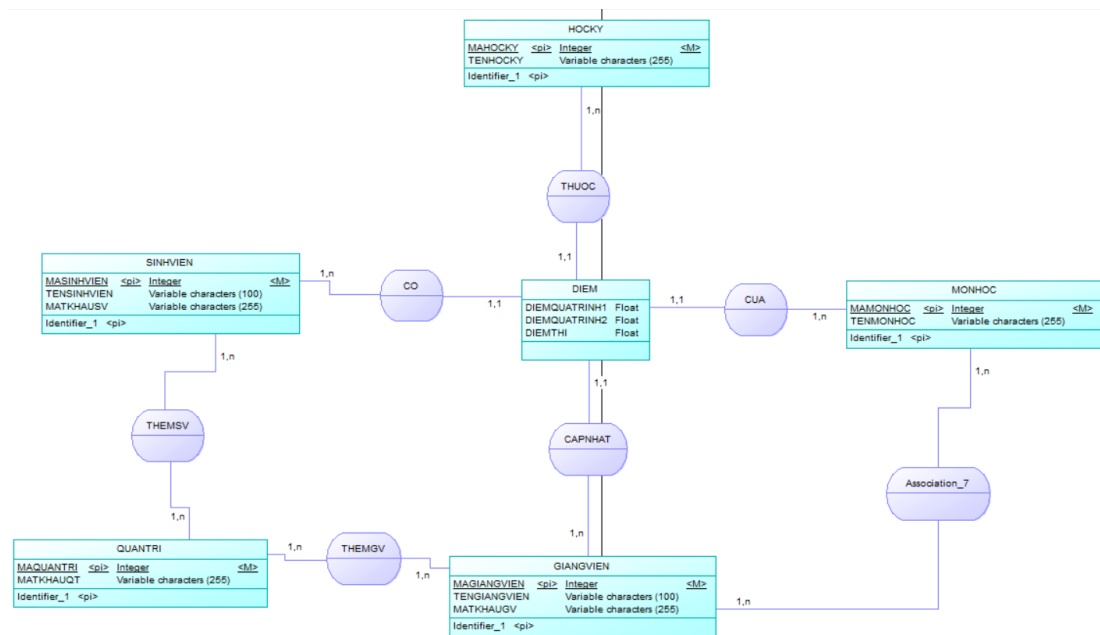 HOCKY
MAHOCKY <pi> Integer <M>
TENHOCKY Variable characters (255)
Identifier_1 <pi>
1,n
THUOC
1,1
SINHVIEN
MASINHVIEN <pi> Integer <M>
TENSINHVIEN Variable characters (100)
MATKHAUSV Variable characters (255)
Identifier_1 <pi>
1,n
CO
1,1
DIEM
DIEMQUATRINH1 Float
DIEMQUATRINH2 Float
DIEMTHI Float
1,1
CUA
1,n
MONHOC
MAMONHOC <pi> Integer <M>
TENMONHOC Variable characters (255)
Identifier_1 <pi>
1,n
THEMSV
1,n
1,1
CAPNHAT
1,n
1,n
Association_7
1,n
QUANTRI
MAQUANTRI <pi> Integer <M>
MATKHAUQT Variable characters (255)
Identifier_1 <pi>
1,n
THEMGV
1,n
GIANGVIEN
MAGIANGVIEN <pi> Integer <M>
TENGIANGVIEN Variable characters (100)
MATKHAUGV Variable characters (255)
Identifier_1 <pi>